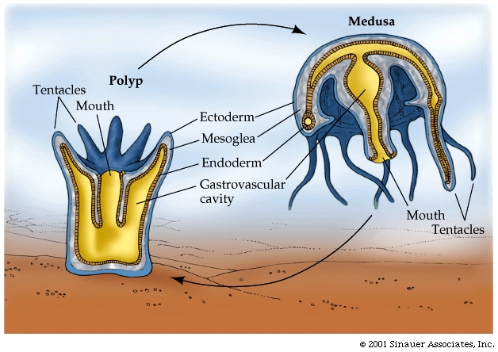 Medusa
Polyp
Tentacles
Mouth
Ectoderm
Mesoglea
Endoderm
Gastrovascular
cavity
Mouth
Tentacles
© 2001 Sinauer Associates, Inc.